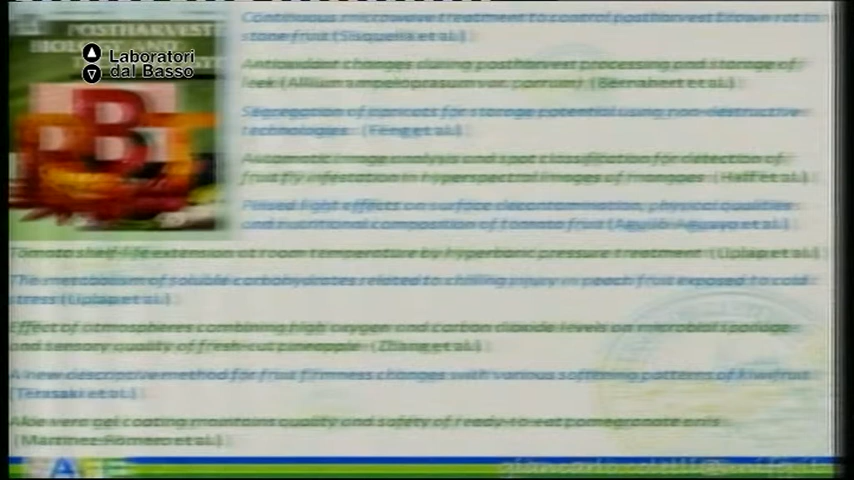 POSTHARVEST
Laboratori
dal Basso
Continuous microwave treatment to control postharvest brown rot in
stone fruit (Sisquella et al.)
Antioxidant changes during postharvest processing and storage of
leek (Allium ampeloprasum var. porrum) (Bernaert et al.)
Segregation of apricots for storage potential using non-destructive
technologies (Feng et al.)
Automatic image analysis and spot classification for detection of
fruit fly infestation in hyperspectral images of mangoes (Haff et al.)
Pulsed light effects on surface decontamination, physical qualities
and nutritional composition of tomato fruit (Aguiló-Aguayo et al.)
Tomato shelf-life extension at room temperature by hyperbaric pressure treatment (Liplap et al.)
The metabolism of soluble carbohydrates related to chilling injury in peach fruit exposed to cold
stress (Liplap et al.)
Effect of atmospheres combining high oxygen and carbon dioxide levels on microbial spoilage
and sensory quality of fresh-cut pineapple (Zhang et al.)
A new descriptive method for fruit firmness changes with various softening patterns of kiwifruit
(Terasaki et al.)
Aloe vera gel coating maintains quality and safety of ready-to-eat pomegranate arils
(Martínez-Romero et al.)